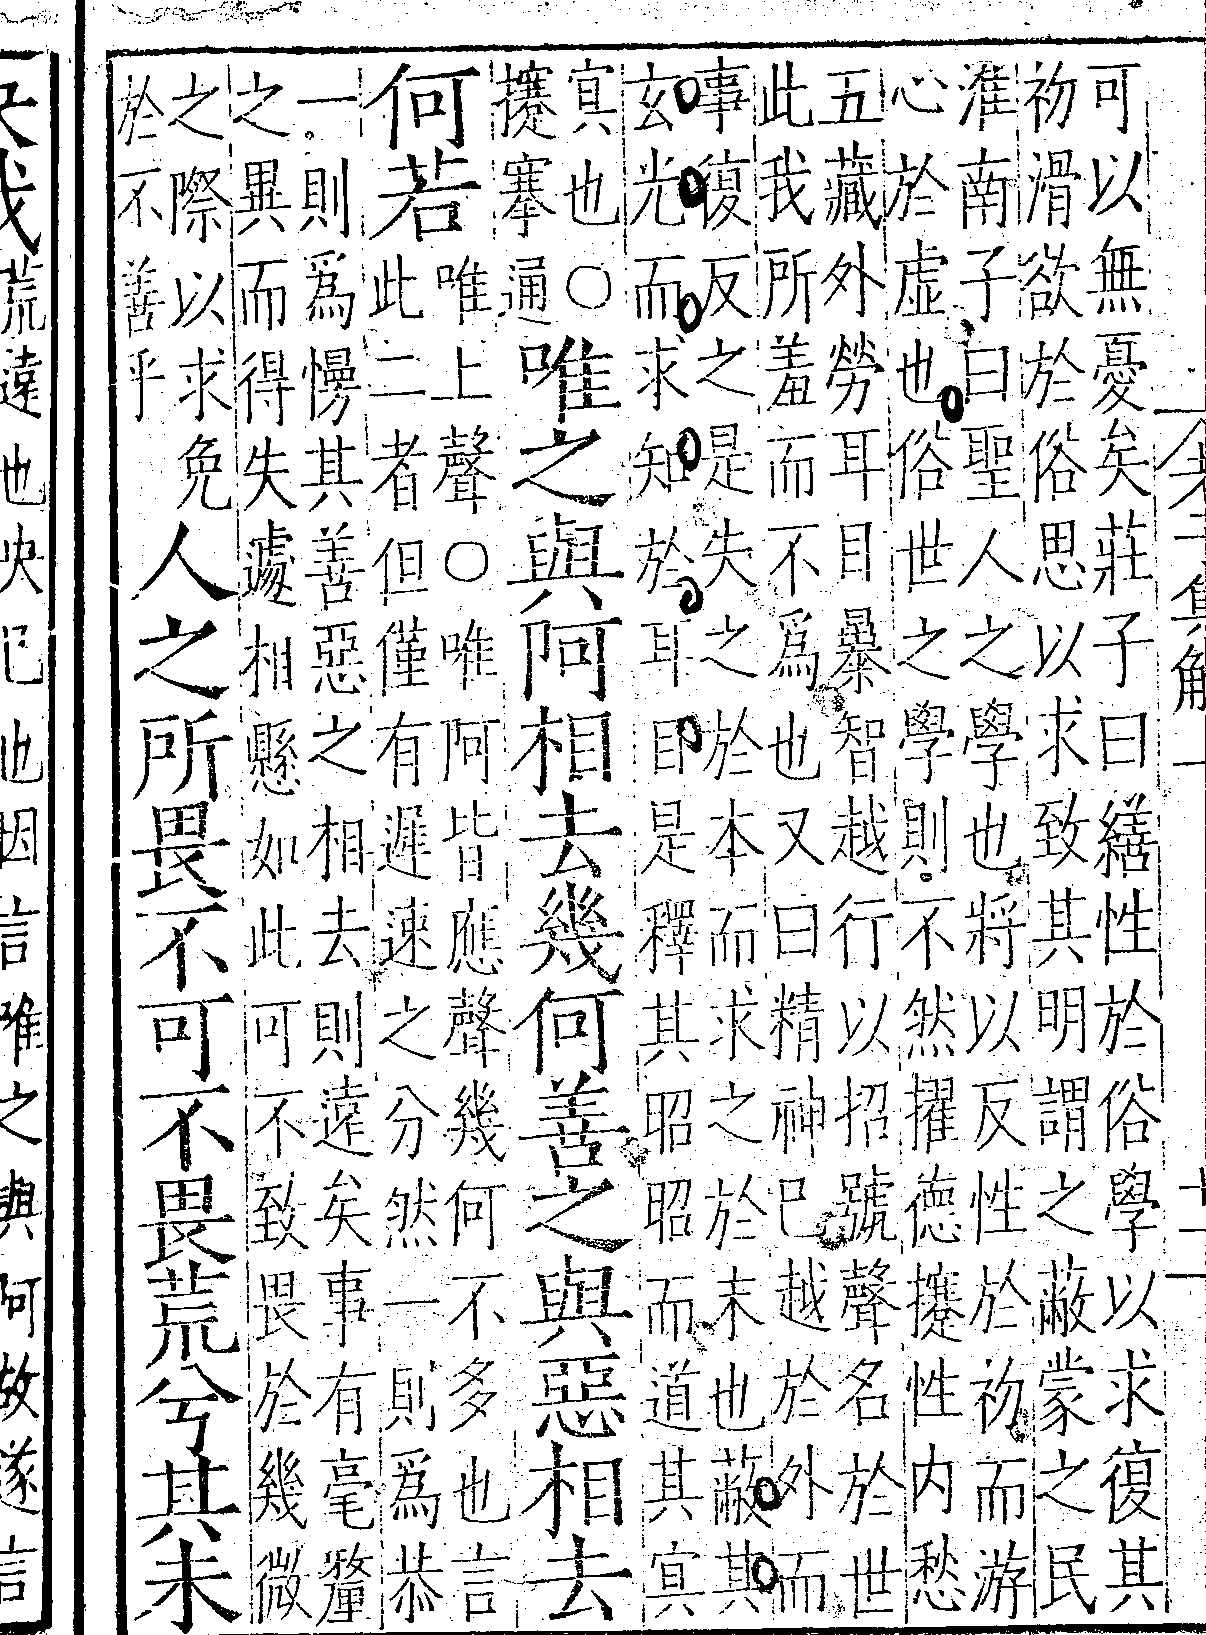 老子集解 一 十一
可以無憂矣莊子曰繕性於俗學以求復其
初滑欲於俗思以求致其明謂之蔽蒙之民
淮南子曰聖人之學也將以反性於初而游
心於虛也俗世之學則不然擢德攓性内愁
五藏外勞耳目暴智越行以招號聲名於世
此我所羞而不爲也又曰精神已越於外而
事復反之是失之於本而求之於末也蔽其
玄光而求知於耳目是釋其昭昭而道其冥
冥也○攓搴通唯之與阿相去幾何善之與惡相去
何若唯上聲○唯阿皆應聲幾何不多也言
此二者但僅有遲速之分然一則爲恭
一則爲慢其善惡之相去則遠矣事有毫釐
之異而得失處相懸如此可不致畏於幾微
之際以求免於不善乎人之所畏不可不畏荒兮其未
央哉荒遠也央已也因言唯之與阿故遂言